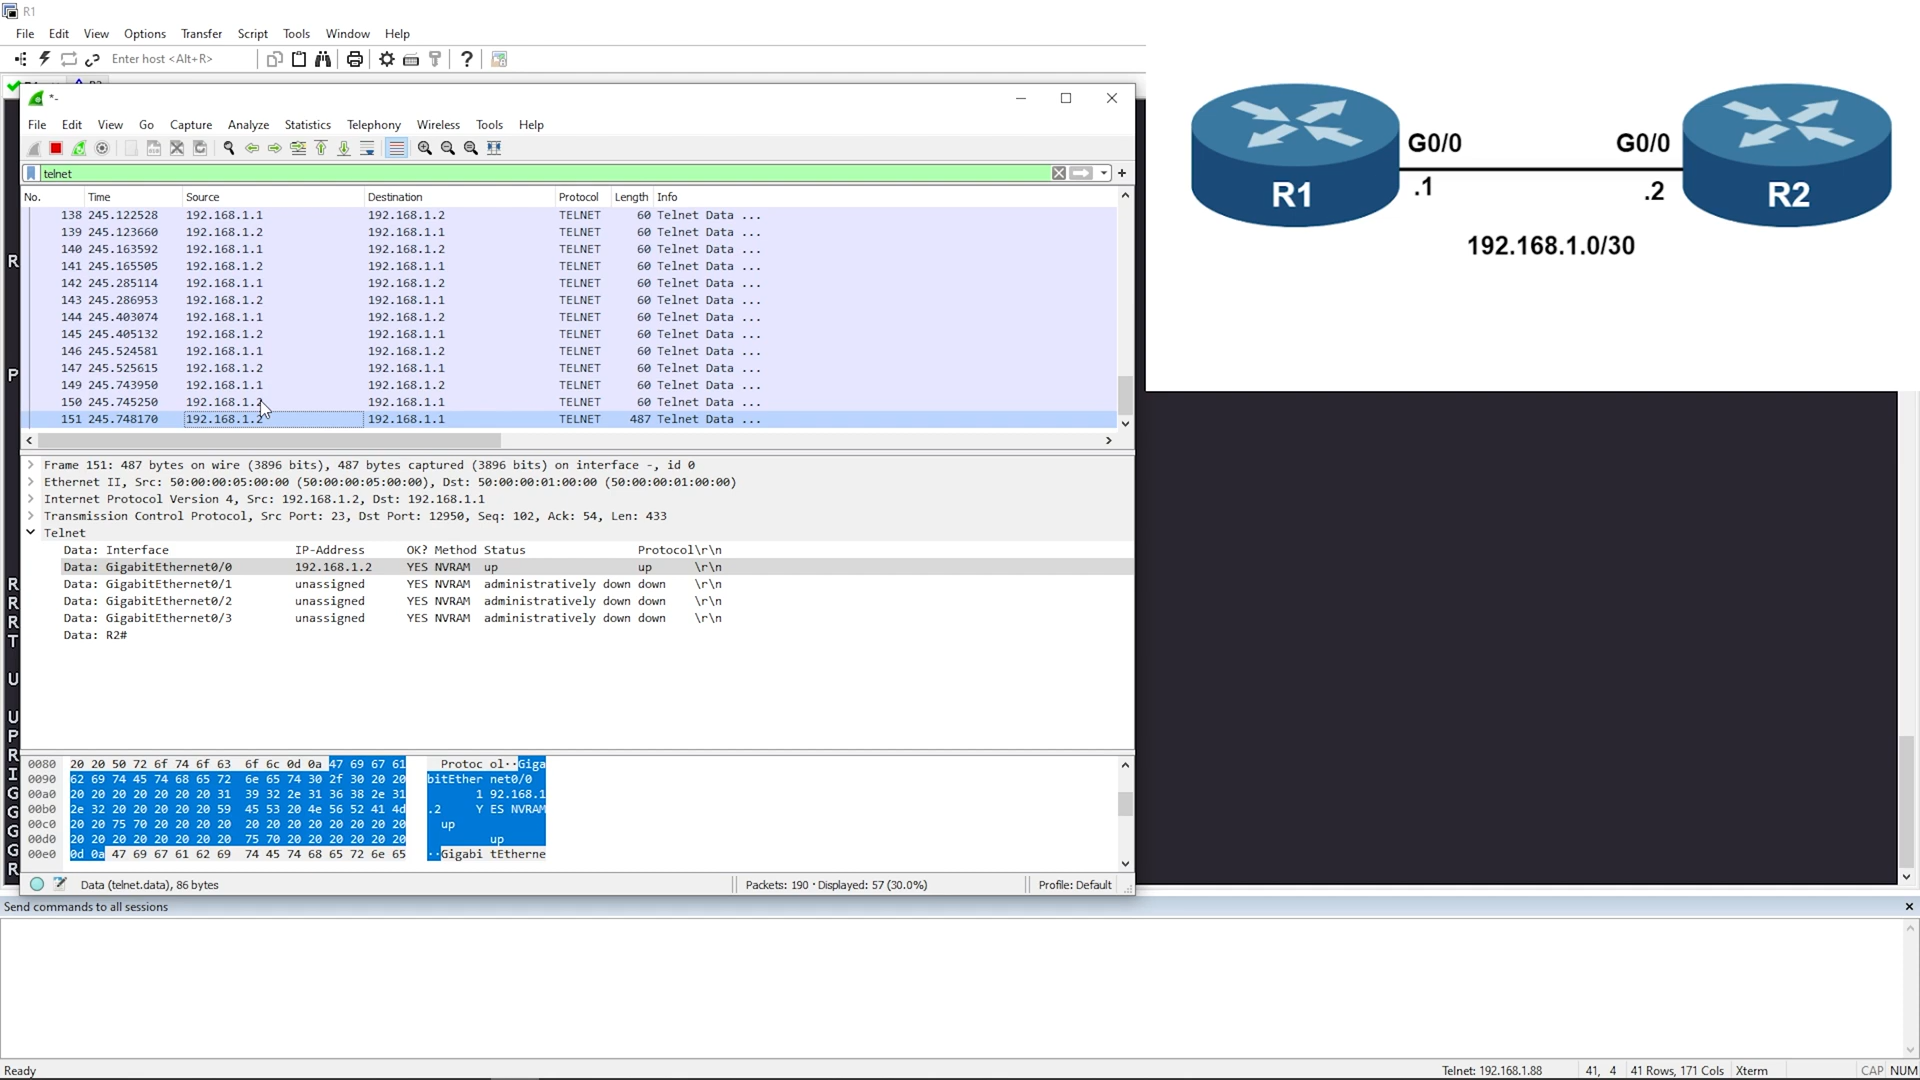 R1
File Edit View Options Transfer Script Tools Window Help
Enter host <Alt+R>
*-
File Edit View Go Capture Analyze Statistics Telephony Wireless Tools Help
telnet
No. Time Source Destination Protocol Length Info
138 245.122528 192.168.1.1 192.168.1.2 TELNET 60 Telnet Data ...
139 245.123660 192.168.1.2 192.168.1.1 TELNET 60 Telnet Data ...
140 245.163592 192.168.1.1 192.168.1.2 TELNET 60 Telnet Data ...
141 245.165505 192.168.1.2 192.168.1.1 TELNET 60 Telnet Data ...
142 245.285114 192.168.1.1 192.168.1.2 TELNET 60 Telnet Data ...
143 245.286953 192.168.1.2 192.168.1.1 TELNET 60 Telnet Data ...
144 245.403074 192.168.1.1 192.168.1.2 TELNET 60 Telnet Data ...
145 245.405132 192.168.1.2 192.168.1.1 TELNET 60 Telnet Data ...
146 245.524581 192.168.1.1 192.168.1.2 TELNET 60 Telnet Data ...
147 245.525615 192.168.1.2 192.168.1.1 TELNET 60 Telnet Data ...
149 245.743950 192.168.1.1 192.168.1.2 TELNET 60 Telnet Data ...
150 245.745250 192.168.1.2 192.168.1.1 TELNET 60 Telnet Data ...
151 245.748170 192.168.1.2 192.168.1.1 TELNET 487 Telnet Data ...
Frame 151: 487 bytes on wire (3896 bits), 487 bytes captured (3896 bits) on interface -, id 0
Ethernet II, Src: 50:00:00:05:00:00 (50:00:00:05:00:00), Dst: 50:00:00:01:00:00 (50:00:00:01:00:00)
Internet Protocol Version 4, Src: 192.168.1.2, Dst: 192.168.1.1
Transmission Control Protocol, Src Port: 23, Dst Port: 12950, Seq: 102, Ack: 54, Len: 433
Telnet
Data: Interface IP-Address OK? Method Status Protocol\r\n
Data: GigabitEthernet0/0 192.168.1.2 YES NVRAM up up \r\n
Data: GigabitEthernet0/1 unassigned YES NVRAM administratively down down \r\n
Data: GigabitEthernet0/2 unassigned YES NVRAM administratively down down \r\n
Data: GigabitEthernet0/3 unassigned YES NVRAM administratively down down \r\n
Data: R2#
0080 20 20 50 72 6f 74 6f 63 6f 6c 0d 0a 47 69 67 61 Protoc ol··Giga
0090 62 69 74 45 74 68 65 72 6e 65 74 30 2f 30 20 20 bitEther net0/0
00a0 20 20 20 20 20 20 20 31 39 32 2e 31 36 38 2e 31 1 92.168.1
00b0 2e 32 20 20 20 20 20 59 45 53 20 4e 56 52 41 4d .2 Y ES NVRAM
00c0 20 20 75 70 20 20 20 20 20 20 20 20 20 20 20 20 up
00d0 20 20 20 20 20 20 20 20 75 70 20 20 20 20 20 20 up
00e0 0d 0a 47 69 67 61 62 69 74 45 74 68 65 72 6e 65 ··Gigabi tEtherne
Data (telnet.data), 86 bytes Packets: 190 · Displayed: 57 (30.0%) Profile: Default
R
P
R
R
R
T
U
U
P
R
I
G
G
G
G
R
G0/0 G0/0
R1 .1 .2 R2
192.168.1.0/30
Send commands to all sessions
Ready Telnet: 192.168.1.88 41, 4 41 Rows, 171 Cols Xterm CAP NUM